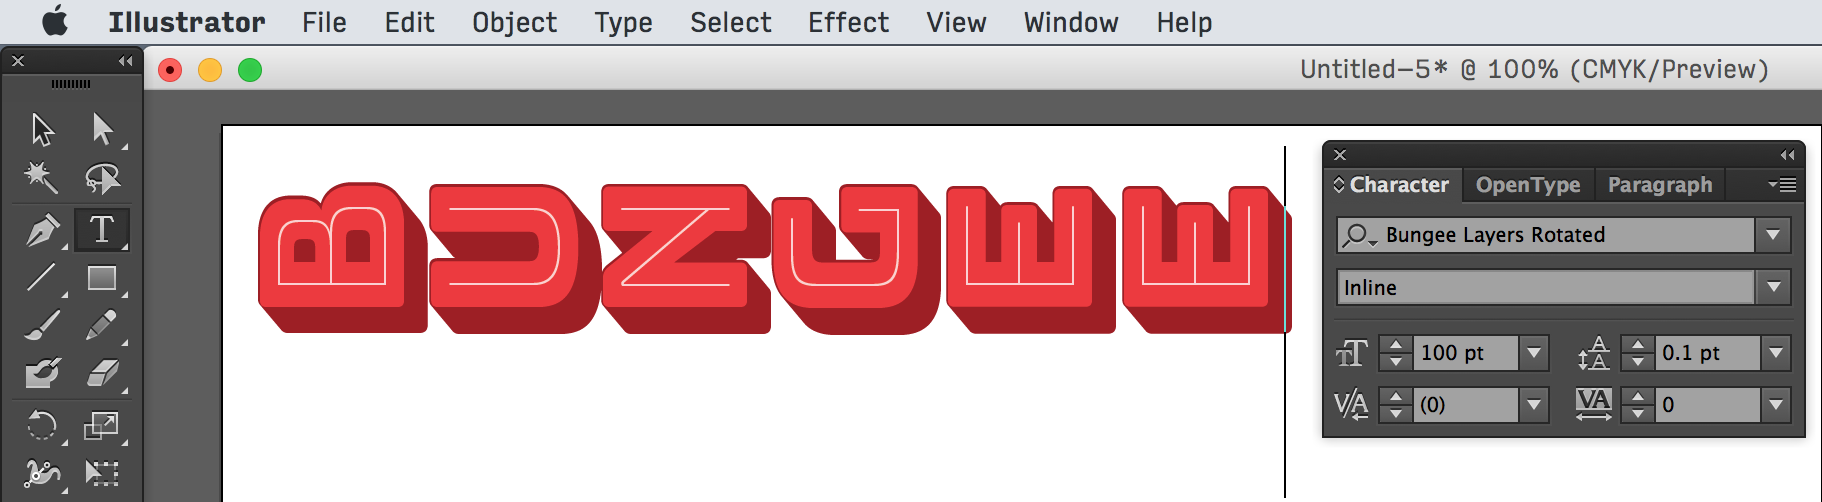 Illustrator File Edit Object Type Select Effect View Window Help
Untitled-5* @ 100% (CMYK/Preview)
T
BUNGEE
Character OpenType Paragraph
Bungee Layers Rotated
Inline
100 pt 0.1 pt
(0) 0